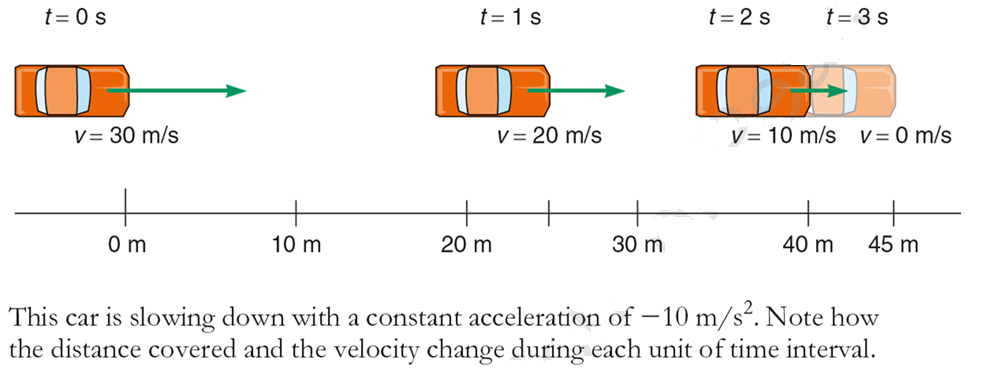 t = 0 s t = 1 s t = 2 s t = 3 s
v = 30 m/s v = 20 m/s v = 10 m/s v = 0 m/s
0 m 10 m 20 m 30 m 40 m 45 m
This car is slowing down with a constant acceleration of −10 m/s². Note how
the distance covered and the velocity change during each unit of time interval.